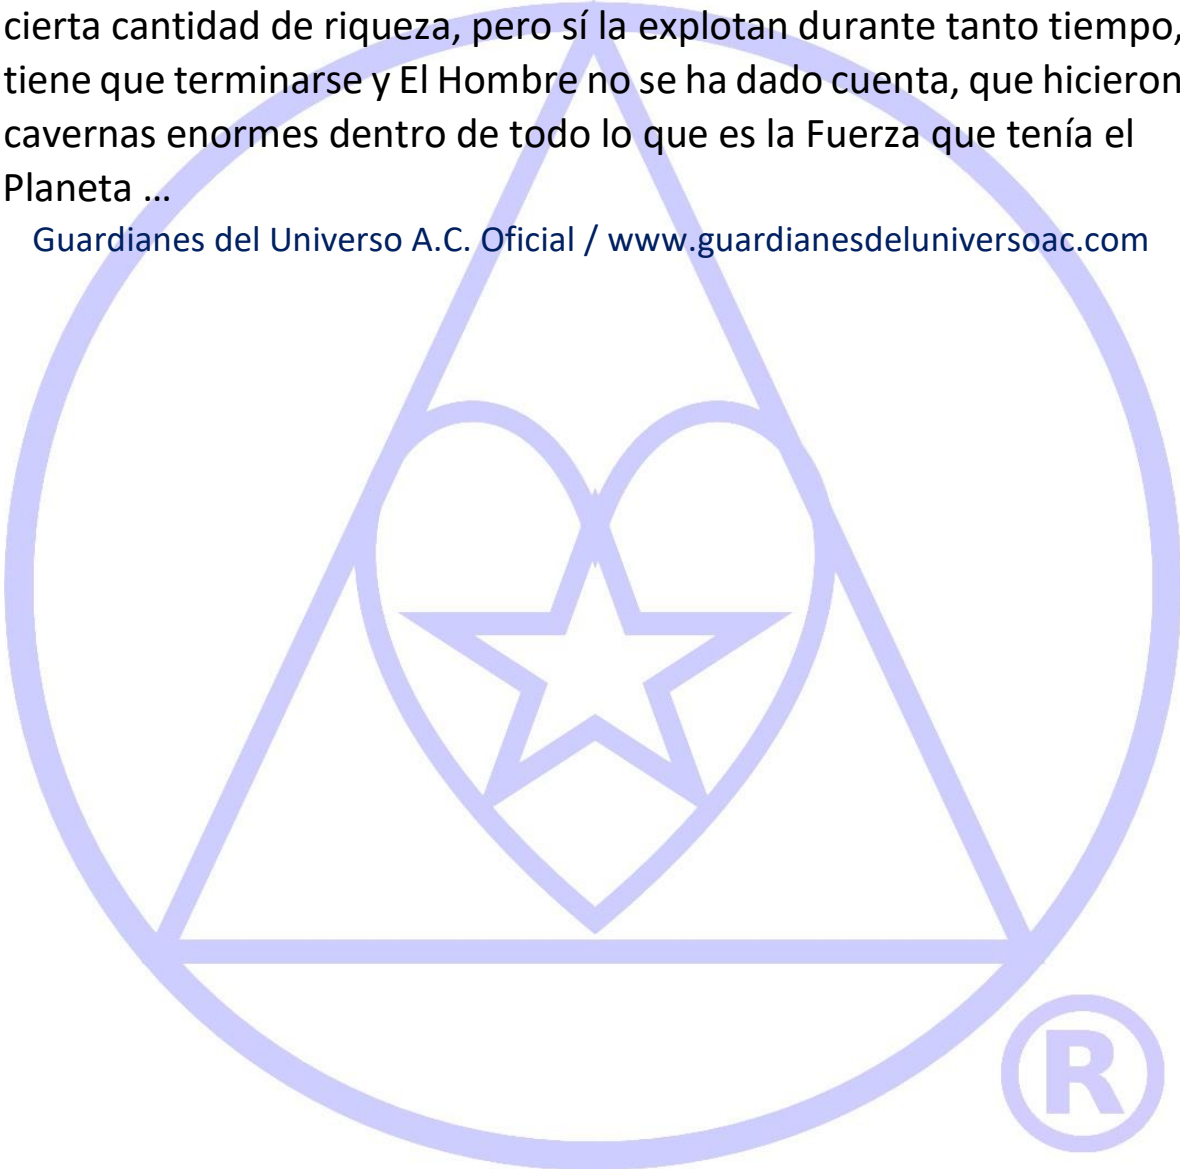 cierta cantidad de riqueza, pero sí la explotan durante tanto tiempo,
tiene que terminarse y El Hombre no se ha dado cuenta, que hicieron
cavernas enormes dentro de todo lo que es la Fuerza que tenía el
Planeta ...
Guardianes del Universo A.C. Oficial / www.guardianesdeluniversoac.com
®